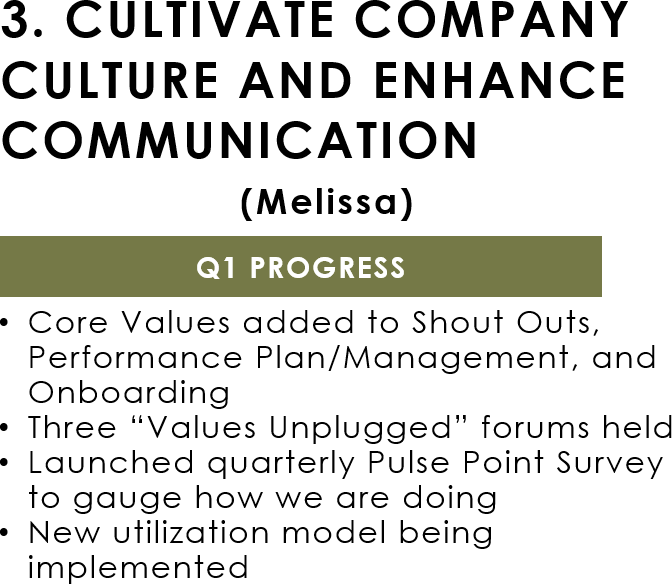 3. CULTIVATE COMPANY
CULTURE AND ENHANCE
COMMUNICATION
(Melissa)
Q1 PROGRESS
• Core Values added to Shout Outs,
Performance Plan/Management, and
Onboarding
• Three “Values Unplugged” forums held
• Launched quarterly Pulse Point Survey
to gauge how we are doing
• New utilization model being
implemented